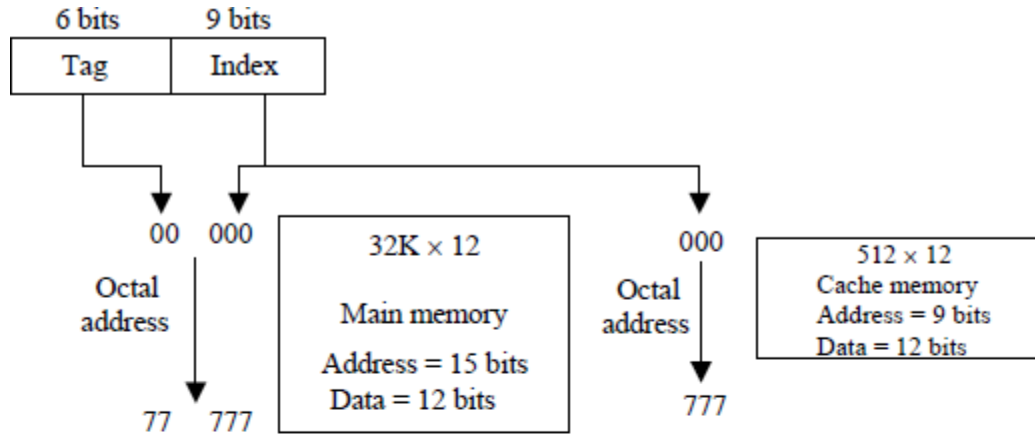 6 bits 9 bits
Tag Index
00 000
Octal
address
77 777
32K × 12
Main memory
Address = 15 bits
Data = 12 bits
000
Octal
address
777
512 × 12
Cache memory
Address = 9 bits
Data = 12 bits